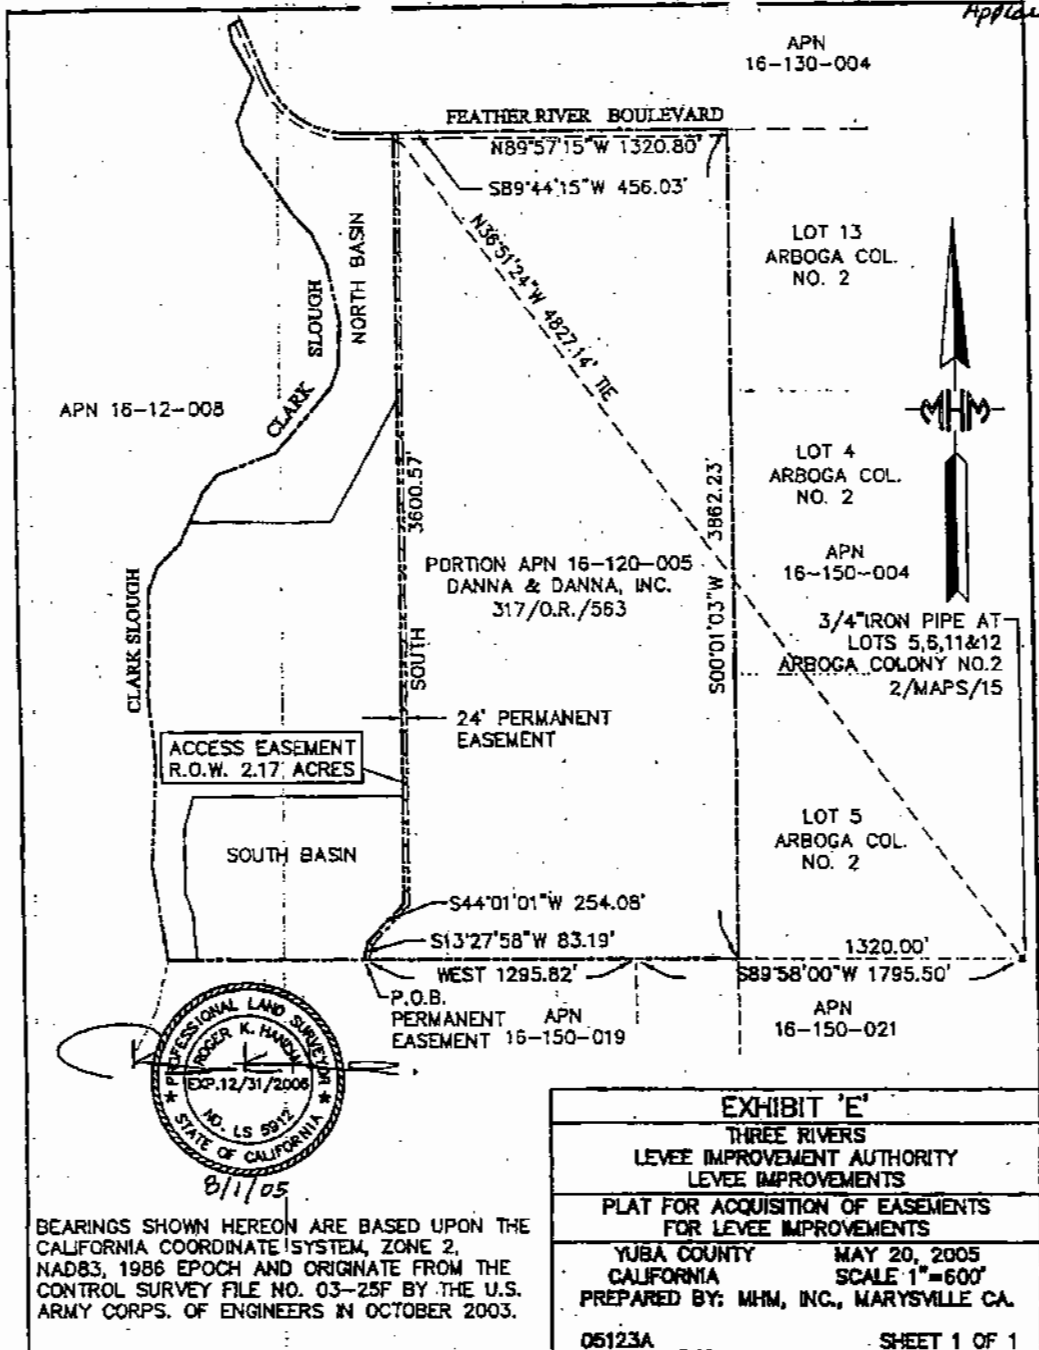 APN
16-130-004
FEATHER RIVER BOULEVARD
N89°57'15"W 1320.80'
S89°44'15"W 456.03'
N36°51'24"W 4827.14' TIE
NORTH BASIN
LOT 13
ARBOGA COL.
NO. 2
CLARK SLOUGH
APN 16-12-008
MHM
LOT 4
ARBOGA COL.
NO. 2
SOUTH 3600.57'
S00°01'03"W 3862.23'
APN
16-150-004
PORTION APN 16-120-005
DANNA & DANNA, INC.
317/O.R./563
3/4"IRON PIPE AT
LOTS 5,6,11&12
ARBOGA COLONY NO.2
2/MAPS/15
CLARK SLOUGH
24' PERMANENT
EASEMENT
ACCESS EASEMENT
R.O.W. 2.17 ACRES
LOT 5
ARBOGA COL.
NO. 2
SOUTH BASIN
S44°01'01"W 254.08'
S13°27'58"W 83.19'
1320.00'
WEST 1295.82'
S89°58'00"W 1795.50'
P.O.B.
PERMANENT
EASEMENT
APN
16-150-019
APN
16-150-021
PROFESSIONAL LAND SURVEYOR
ROGER K.
EXP.12/31/2006
NO. LS 5912
STATE OF CALIFORNIA
8/1/05
BEARINGS SHOWN HEREON ARE BASED UPON THE
CALIFORNIA COORDINATE SYSTEM, ZONE 2,
NAD83, 1986 EPOCH AND ORIGINATE FROM THE
CONTROL SURVEY FILE NO. 03-25F BY THE U.S.
ARMY CORPS. OF ENGINEERS IN OCTOBER 2003.
EXHIBIT 'E'
THREE RIVERS
LEVEE IMPROVEMENT AUTHORITY
LEVEE IMPROVEMENTS
PLAT FOR ACQUISITION OF EASEMENTS
FOR LEVEE IMPROVEMENTS
YUBA COUNTY MAY 20, 2005
CALIFORNIA SCALE 1"=600'
PREPARED BY: MHM, INC., MARYSVILLE CA.
05123A SHEET 1 OF 1